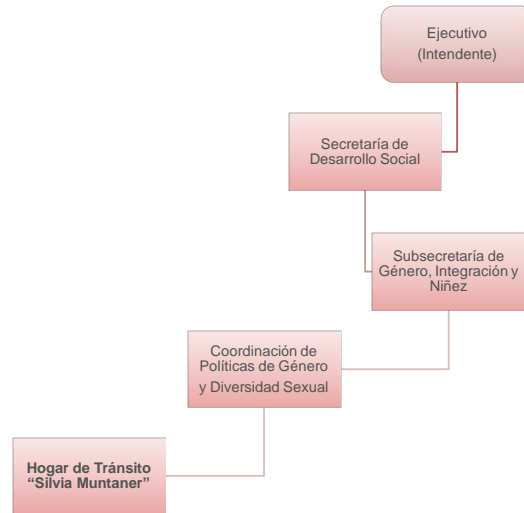 Ejecutivo
(Intendente)
Secretaría de
Desarrollo Social
Subsecretaría de
Género, Integración y
Niñez
Coordinación de
Políticas de Género
y Diversidad Sexual
Hogar de Tránsito
“Silvia Muntaner”